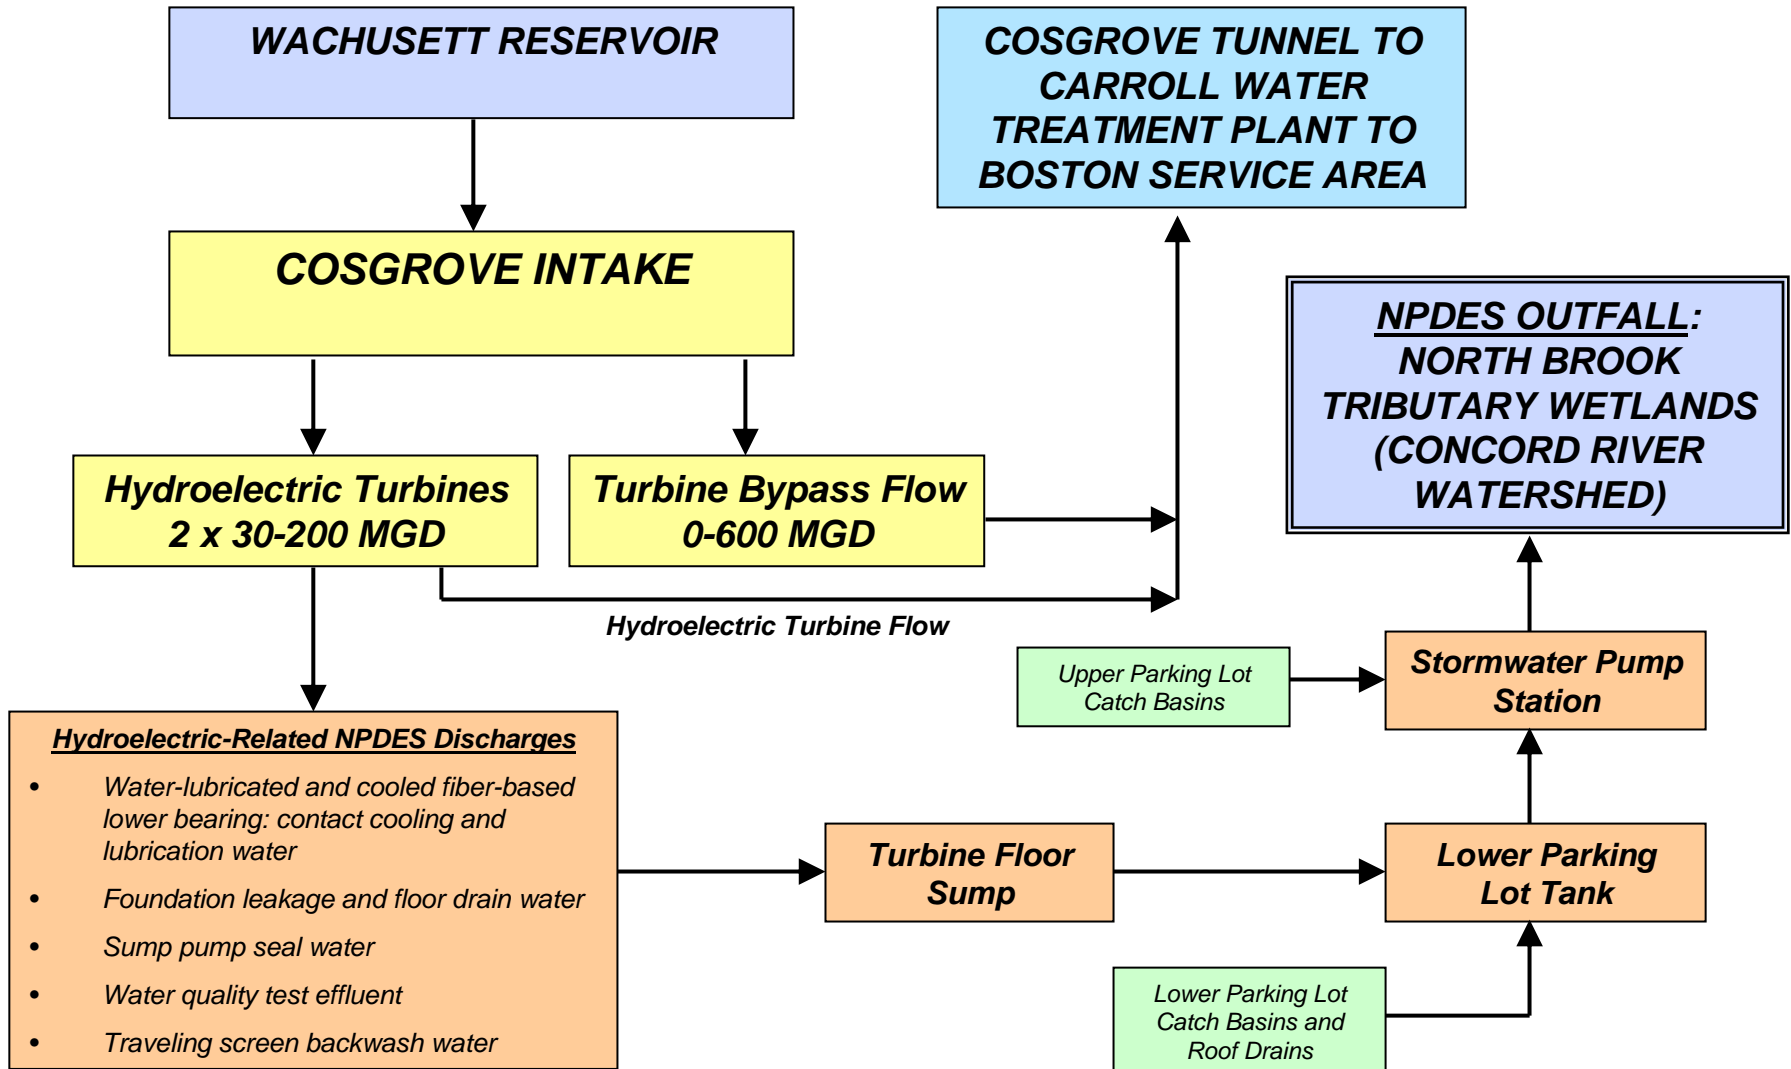 WACHUSETT RESERVOIR
COSGROVE TUNNEL TO
CARROLL WATER
TREATMENT PLANT TO
BOSTON SERVICE AREA
COSGROVE INTAKE
NPDES OUTFALL:
NORTH BROOK
TRIBUTARY WETLANDS
(CONCORD RIVER
WATERSHED)
Hydroelectric Turbines
2 x 30-200 MGD
Turbine Bypass Flow
0-600 MGD
Hydroelectric Turbine Flow
Upper Parking Lot
Catch Basins
Stormwater Pump
Station
Hydroelectric-Related NPDES Discharges
• Water-lubricated and cooled fiber-based
lower bearing: contact cooling and
lubrication water
• Foundation leakage and floor drain water
• Sump pump seal water
• Water quality test effluent
• Traveling screen backwash water
Turbine Floor
Sump
Lower Parking
Lot Tank
Lower Parking Lot
Catch Basins and
Roof Drains